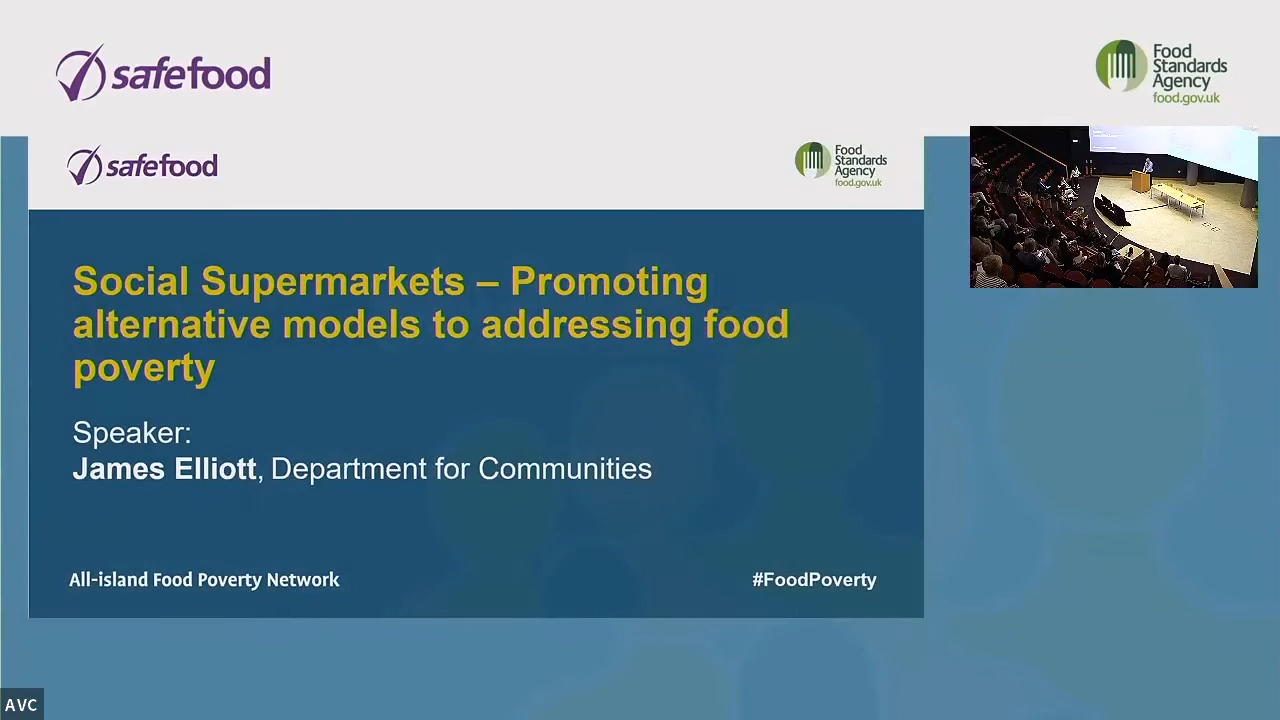 safefood
Food
Standards
Agency
food.gov.uk
safefood
Food
Standards
Agency
food.gov.uk
Social Supermarkets – Promoting
alternative models to addressing food
poverty
Speaker:
James Elliott, Department for Communities
All-island Food Poverty Network
#FoodPoverty
AVC